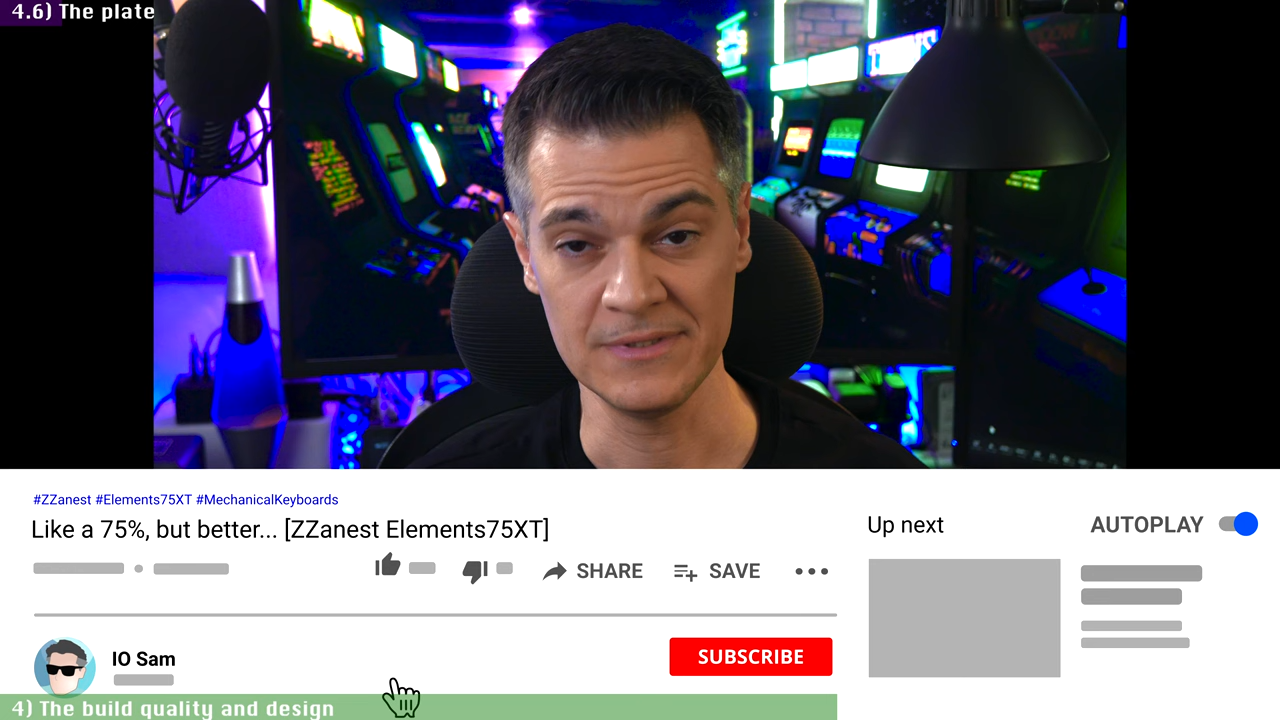 4.6) The plate
#ZZanest #Elements75XT #MechanicalKeyboards
Like a 75%, but better... [ZZanest Elements75XT]
Up next
AUTOPLAY
SHARE
SAVE
IO Sam
SUBSCRIBE
4) The build quality and design